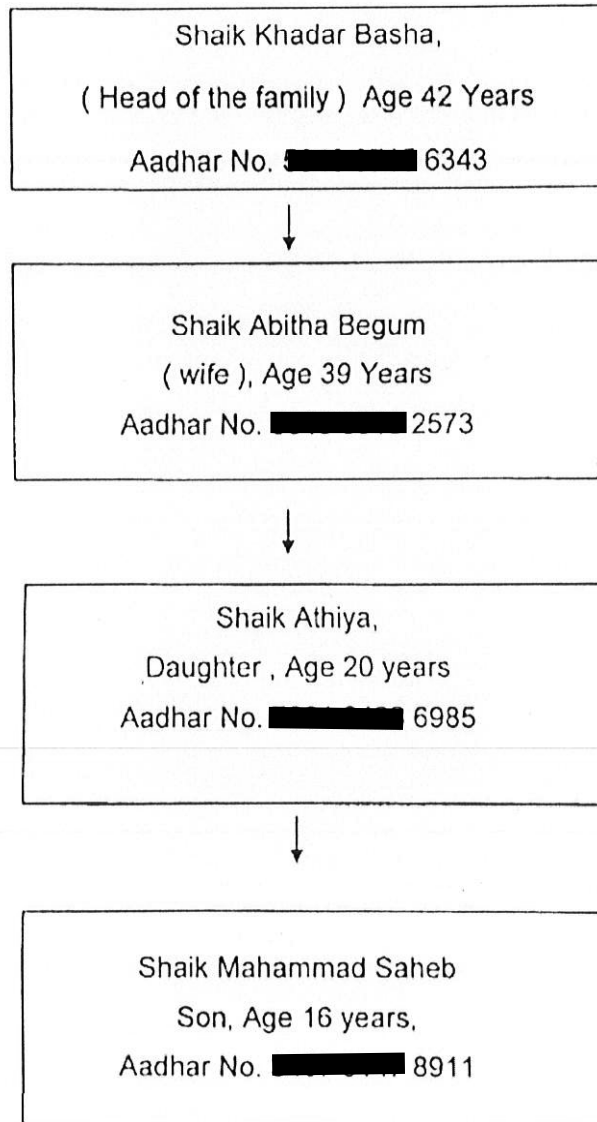 Shaik Khadar Basha,
( Head of the family ) Age 42 Years
Aadhar No. 6343
Shaik Abitha Begum
( wife ), Age 39 Years
Aadhar No. 2573
Shaik Athiya,
Daughter , Age 20 years
Aadhar No. 6985
Shaik Mahammad Saheb
Son, Age 16 years,
Aadhar No. 8911